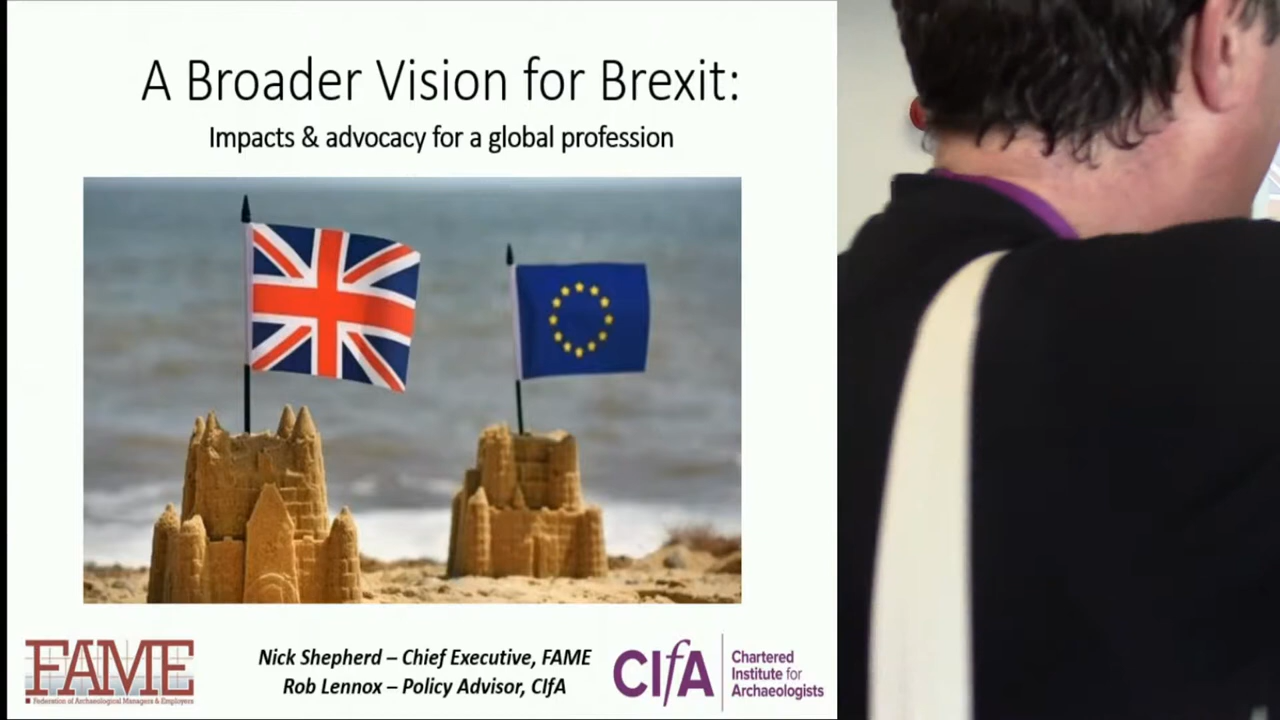 A Broader Vision for Brexit:
Impacts & advocacy for a global profession
FAME
Federation of Archaeological Managers & Employers
Nick Shepherd – Chief Executive, FAME
Rob Lennox – Policy Advisor, CIfA
CIfA
Chartered
Institute for
Archaeologists